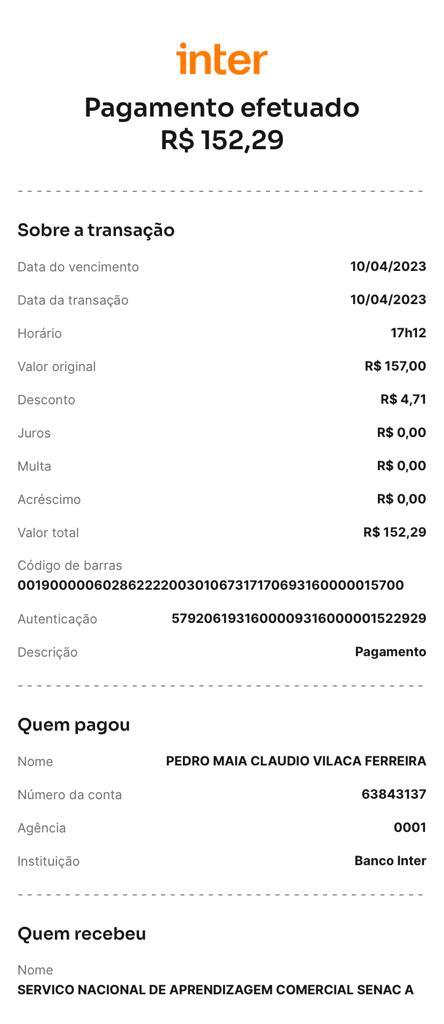 inter
Pagamento efetuado
R$ 152,29
Sobre a transação
Data do vencimento 10/04/2023
Data da transação 10/04/2023
Horário 17h12
Valor original R$ 157,00
Desconto R$ 4,71
Juros R$ 0,00
Multa R$ 0,00
Acréscimo R$ 0,00
Valor total R$ 152,29
Código de barras
00190000060286222200301067317170693160000015700
Autenticação 5792061931600009316000001522929
Descrição Pagamento
Quem pagou
Nome PEDRO MAIA CLAUDIO VILACA FERREIRA
Número da conta 63843137
Agência 0001
Instituição Banco Inter
Quem recebeu
Nome
SERVICO NACIONAL DE APRENDIZAGEM COMERCIAL SENAC A